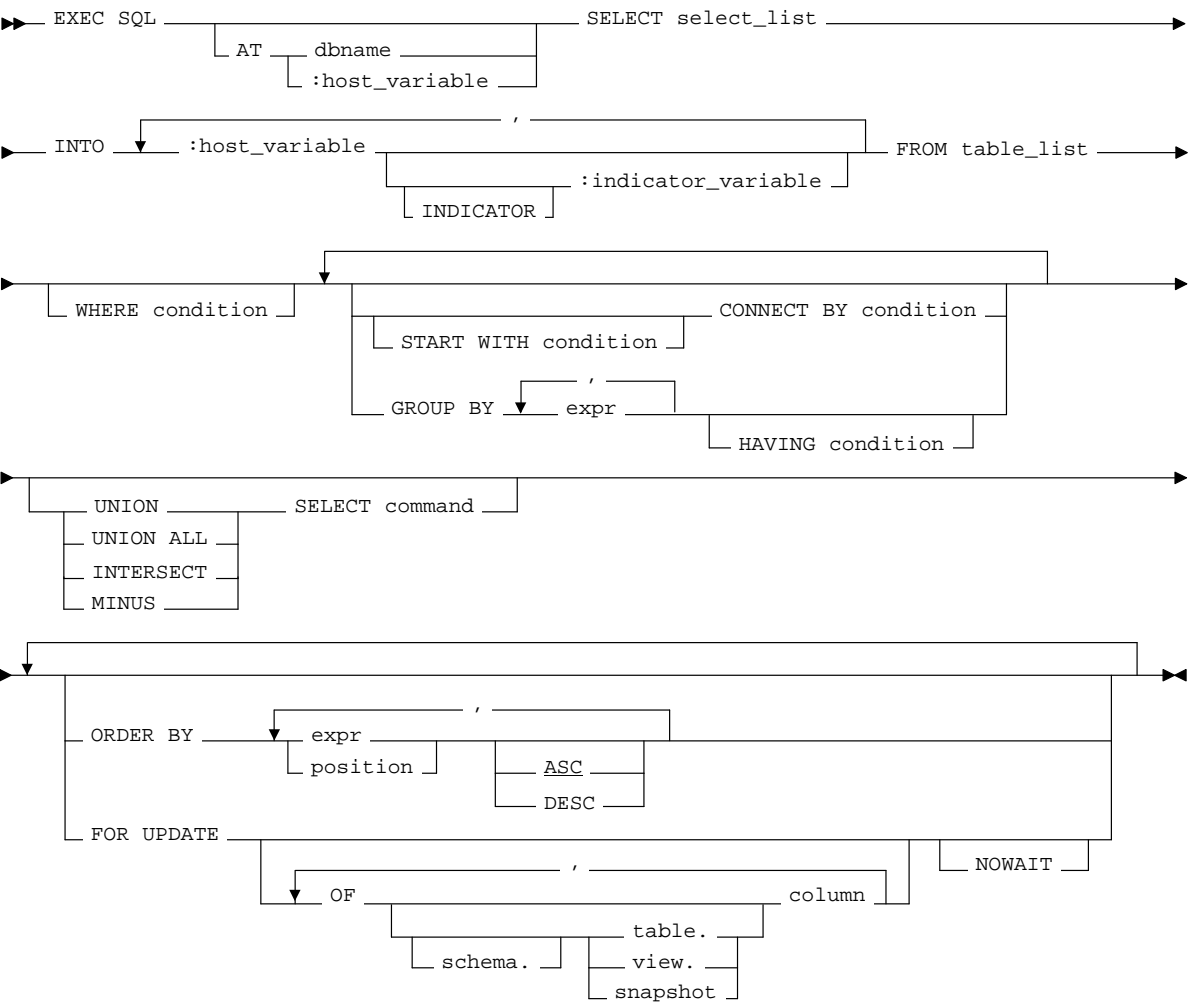 EXEC SQL SELECT select_list
AT dbname
:host_variable
,
INTO :host_variable FROM table_list
:indicator_variable
INDICATOR
WHERE condition
CONNECT BY condition
START WITH condition
,
GROUP BY expr
HAVING condition
UNION SELECT command
UNION ALL
INTERSECT
MINUS
,
ORDER BY expr
position ASC
DESC
FOR UPDATE
NOWAIT
,
OF column
table.
schema. view.
snapshot